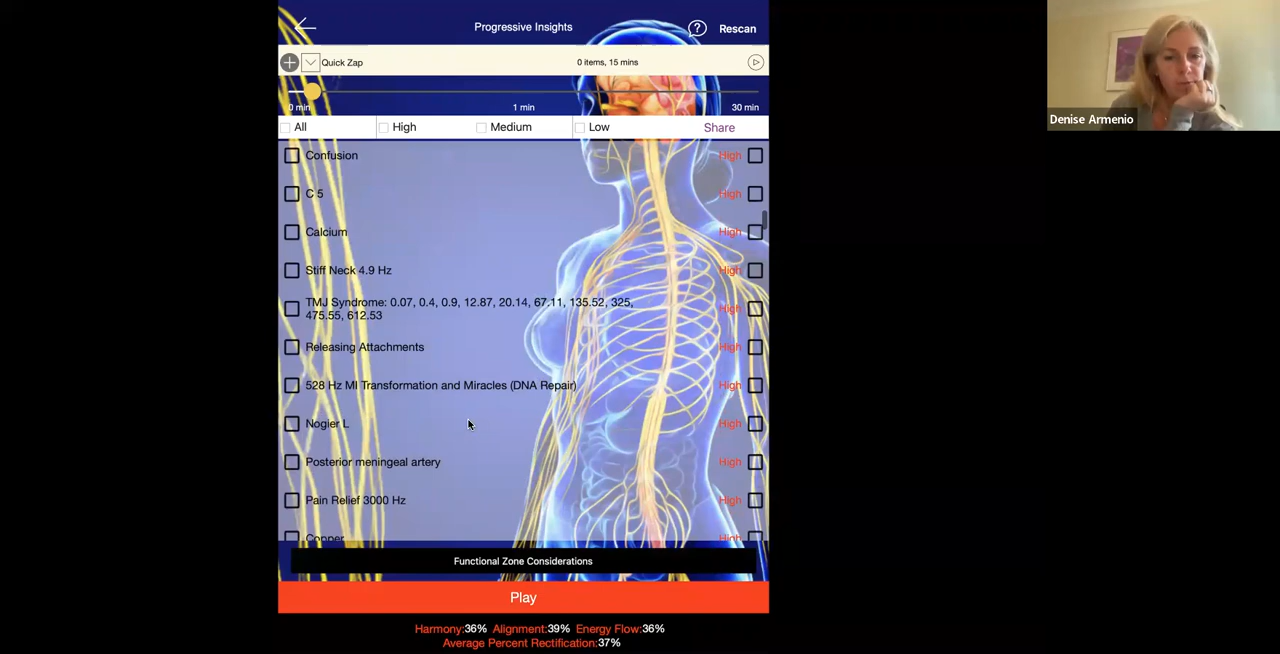 Progressive Insights
? Rescan
Quick Zap 0 items, 15 mins
0 min 1 min 30 min
All High Medium Low Share
Confusion High
C 5 High
Calcium High
Stiff Neck 4.9 Hz High
TMJ Syndrome: 0.07, 0.4, 0.9, 12.87, 20.14, 67.11, 135.52, 325, High
475.55, 612.53
Releasing Attachments High
528 Hz MI Transformation and Miracles (DNA Repair) High
Nogier L High
Posterior meningeal artery High
Pain Relief 3000 Hz High
Copper High
Functional Zone Considerations
Play
Harmony:36% Alignment:39% Energy Flow:36%
Average Percent Rectification:37%
Denise Armenio